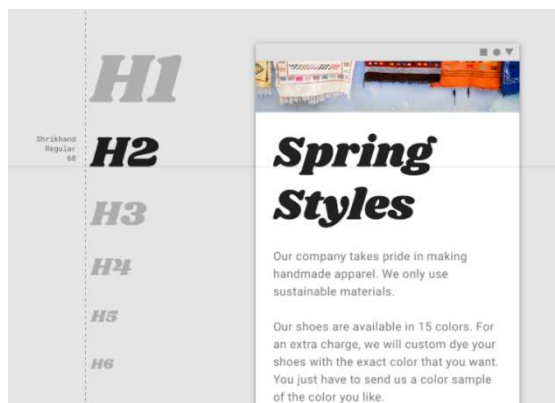 H1
Shrikhand
Regular
60
H2
H3
H4
H5
H6
Spring
Styles
Our company takes pride in making
handmade apparel. We only use
sustainable materials.
Our shoes are available in 15 colors. For
an extra charge, we will custom dye your
shoes with the exact color that you want.
You just have to send us a color sample
of the color you like.